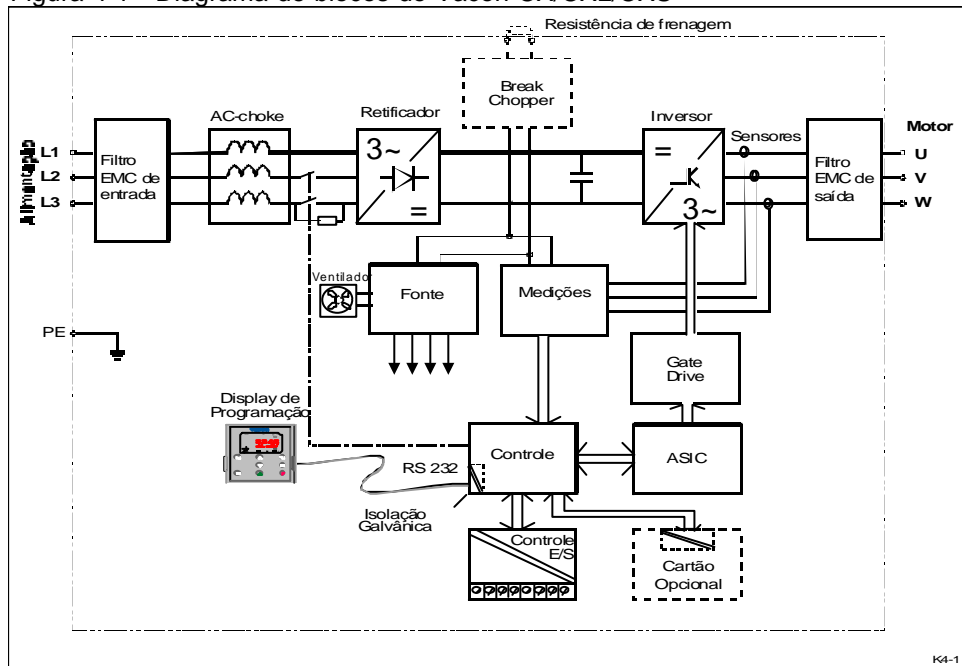 Resistência de frenagem
Break
Chopper
AC-choke
Retificador
Inversor
Sensores
Motor
Alimentação
L1
L2
L3
Filtro
EMC de
entrada
3~
=
=
3~
Filtro
EMC de
saída
U
V
W
Ventilador
Fonte
Medições
PE
Gate
Drive
Display de
Programação
RS 232
Controle
ASIC
Isolação
Galvânica
Controle
E/S
Cartão
Opcional
K4-1